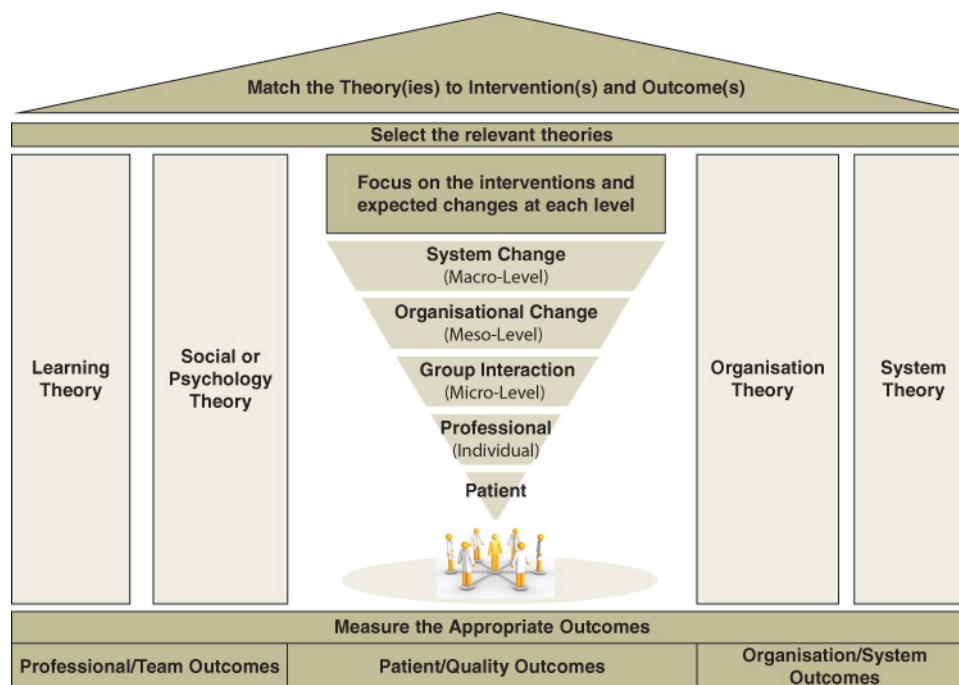 Match the Theory(ies) to Intervention(s) and Outcome(s)
Select the relevant theories
Learning
Theory
Social or
Psychology
Theory
Focus on the interventions and
expected changes at each level
System Change
(Macro-Level)
Organisational Change
(Meso-Level)
Group Interaction
(Micro-Level)
Professional
(Individual)
Patient
Organisation
Theory
System
Theory
Measure the Appropriate Outcomes
Professional/Team Outcomes
Patient/Quality Outcomes
Organisation/System
Outcomes